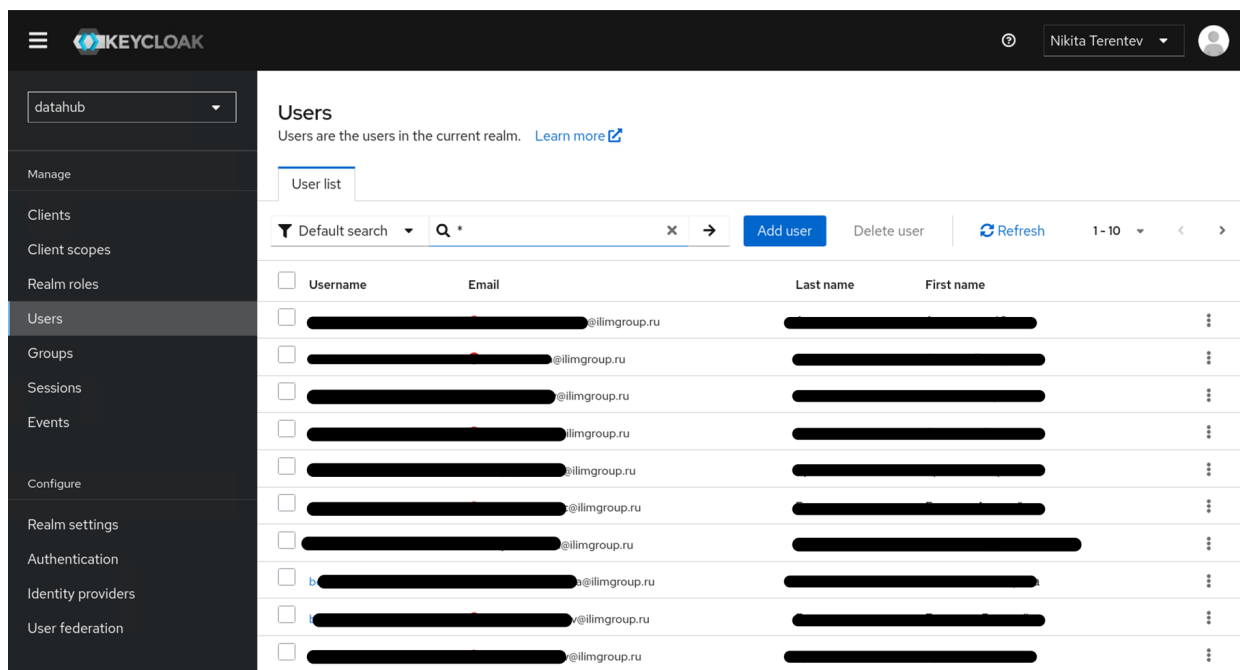 KEYCLOAK
Nikita Terentev
datahub
Manage
Clients
Client scopes
Realm roles
Users
Groups
Sessions
Events
Configure
Realm settings
Authentication
Identity providers
User federation
Users
Users are the users in the current realm. Learn more
User list
Default search * Add user Delete user Refresh 1 - 10
Username Email Last name First name
@ilimgroup.ru
@ilimgroup.ru
@ilimgroup.ru
ilimgroup.ru
@ilimgroup.ru
@ilimgroup.ru
@ilimgroup.ru
b a@ilimgroup.ru
v@ilimgroup.ru
@ilimgroup.ru